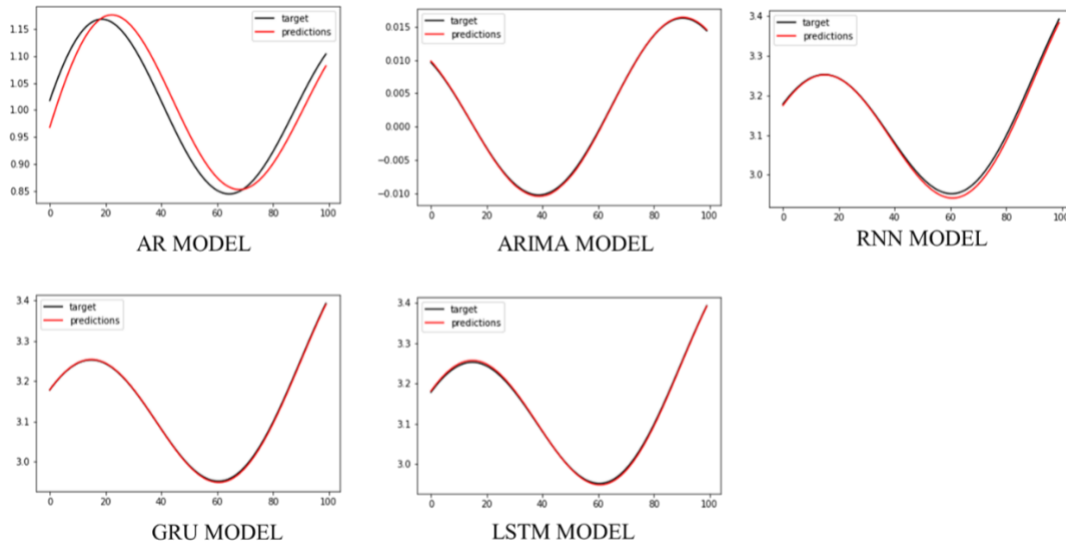 1.15
1.10
1.05
1.00
0.95
0.90
0.85
0 20 40 60 80 100
target
predictions
AR MODEL
0.015
0.010
0.005
0.000
−0.005
−0.010
0 20 40 60 80 100
target
predictions
ARIMA MODEL
3.4
3.3
3.2
3.1
3.0
0 20 40 60 80 100
target
predictions
RNN MODEL
3.4
3.3
3.2
3.1
3.0
0 20 40 60 80 100
target
predictions
GRU MODEL
3.4
3.3
3.2
3.1
3.0
0 20 40 60 80 100
target
predictions
LSTM MODEL